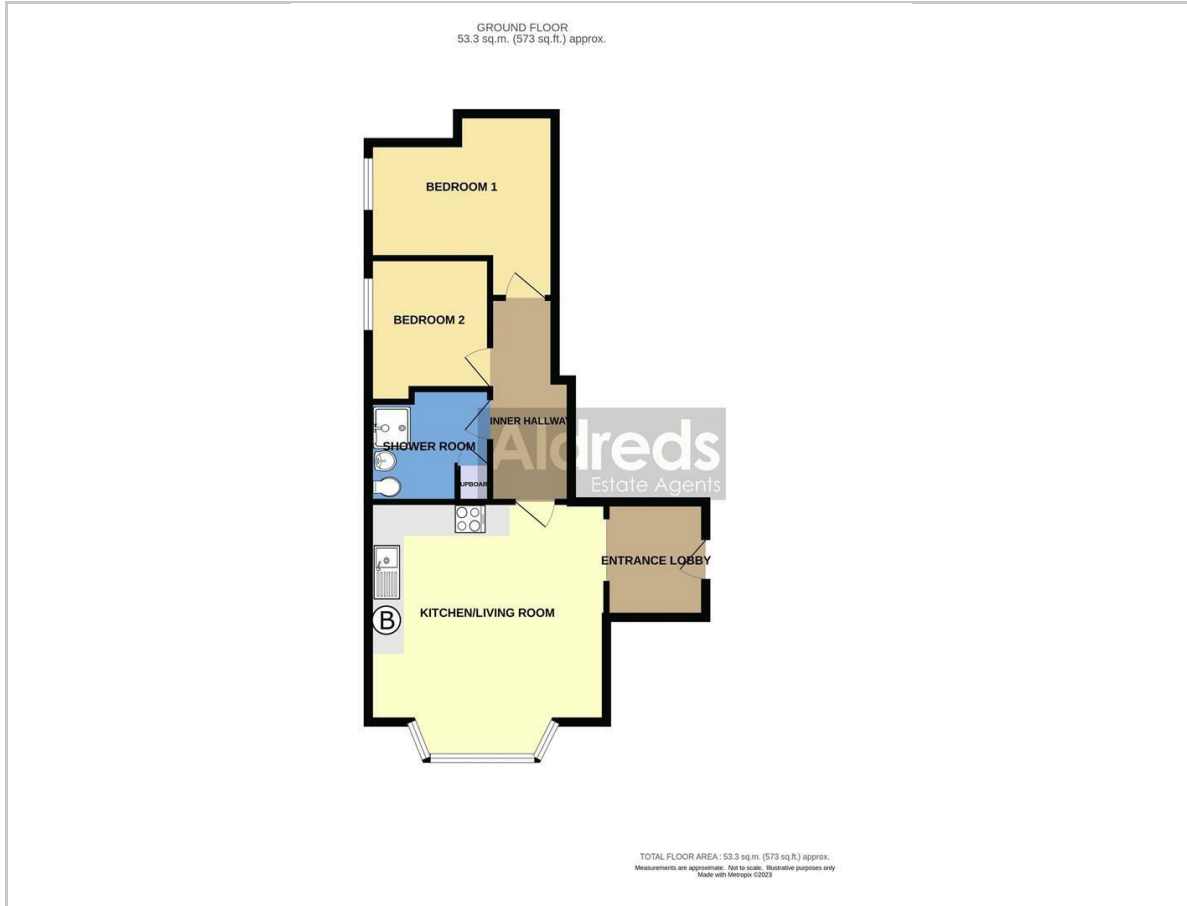 GROUND FLOOR
53.3 sq.m. (573 sq.ft.) approx.
BEDROOM 1
BEDROOM 2
INNER HALLWAY
Aldreds
SHOWER ROOM
UPBOAR
Estate Agents
ENTRANCE LOBBY
KITCHEN/LIVING ROOM
B
TOTAL FLOOR AREA : 53.3 sq.m. (573 sq.ft.) approx.
Measurements are approximate. Not to scale. Illustrative purposes only
Made with Metropix ©2023